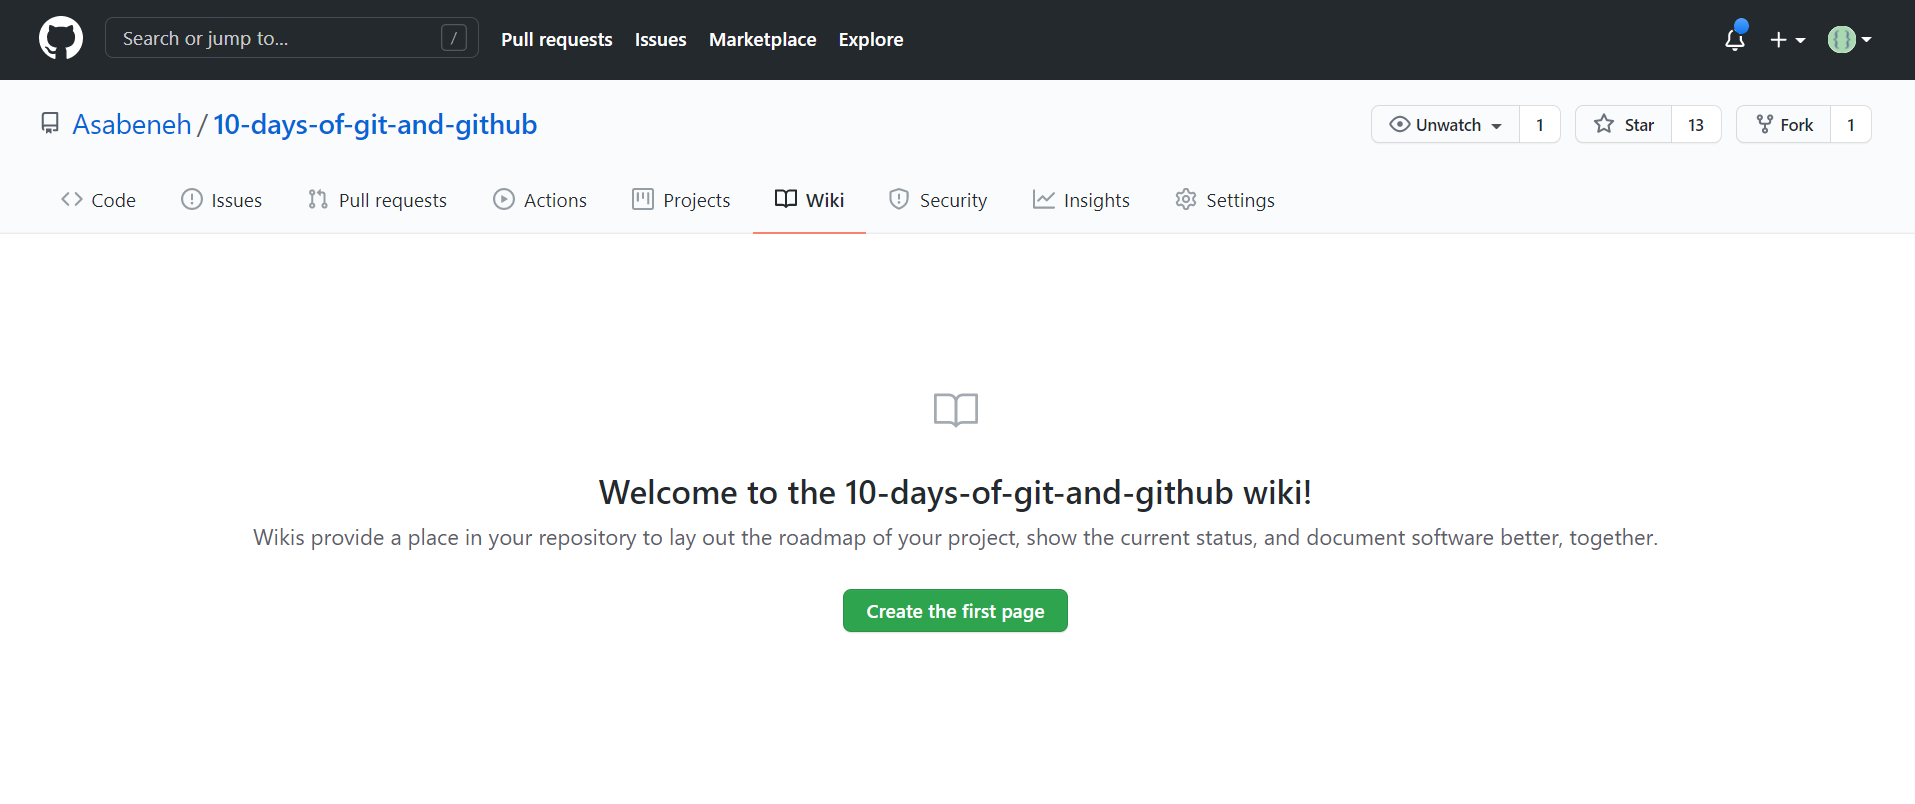 Search or jump to... / Pull requests Issues Marketplace Explore
Asabeneh / 10-days-of-git-and-github Unwatch 1 Star 13 Fork 1
Code Issues Pull requests Actions Projects Wiki Security Insights Settings
Welcome to the 10-days-of-git-and-github wiki!
Wikis provide a place in your repository to lay out the roadmap of your project, show the current status, and document software better, together.
Create the first page